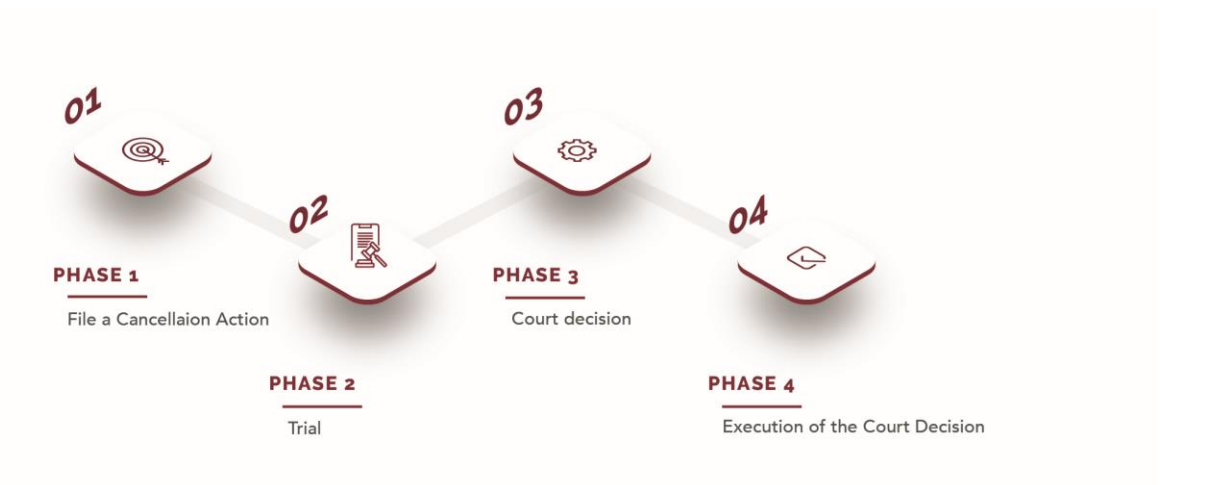 01
PHASE 1
File a Cancellaion Action
02
PHASE 2
Trial
03
PHASE 3
Court decision
04
PHASE 4
Execution of the Court Decision